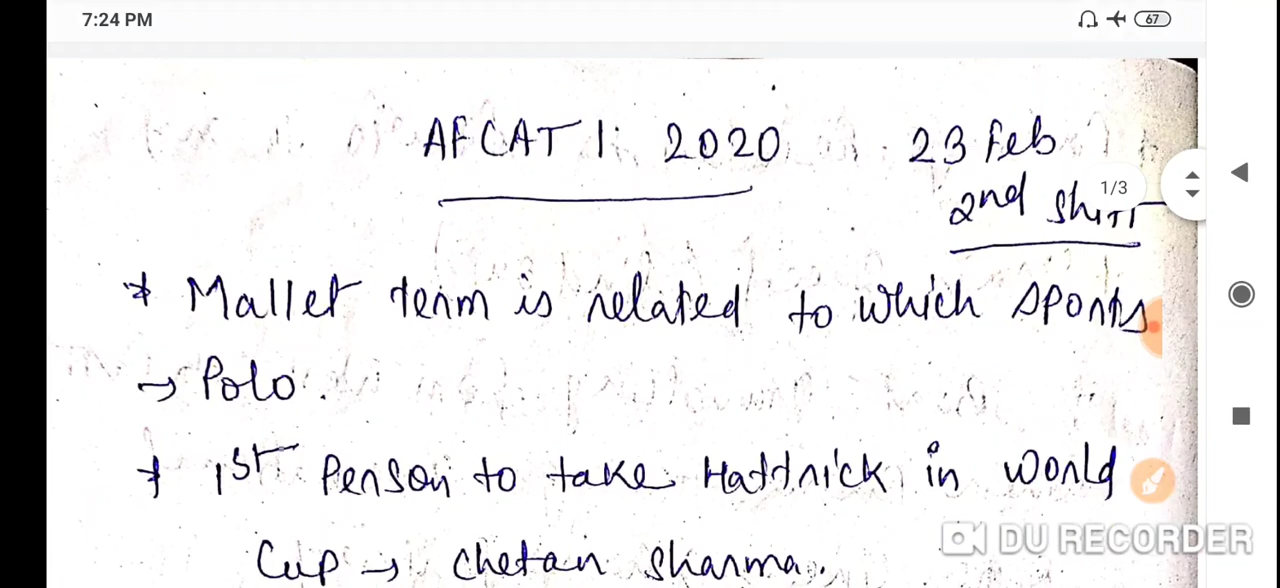 7:24 PM
67
AFCAT 1: 2020 23 Feb
1/3
2nd shift
* Mallet term is related to which sports
→ Polo.
* 1st Person to take Hattrick in world
Cup → Chetan Sharma.
DU RECORDER